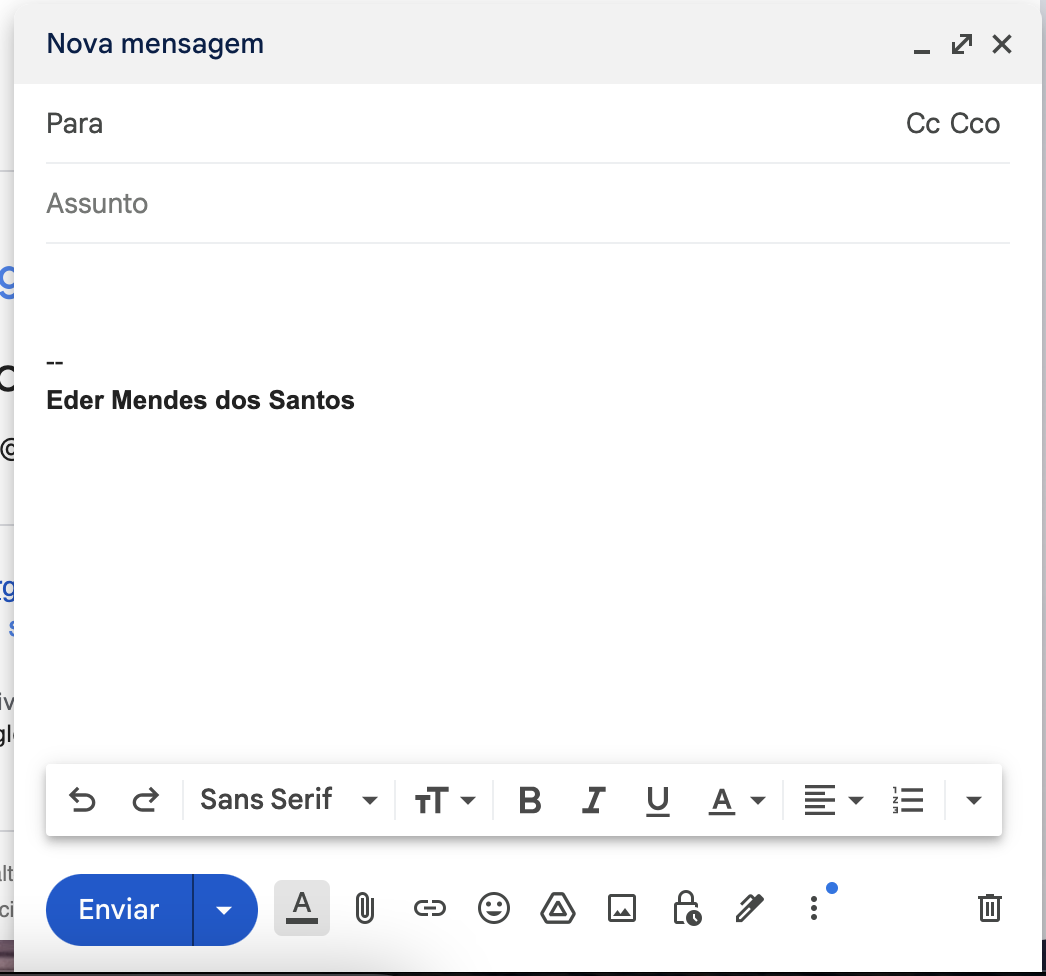 Nova mensagem
Para
Cc Cco
Assunto
--
Eder Mendes dos Santos
Sans Serif
Enviar